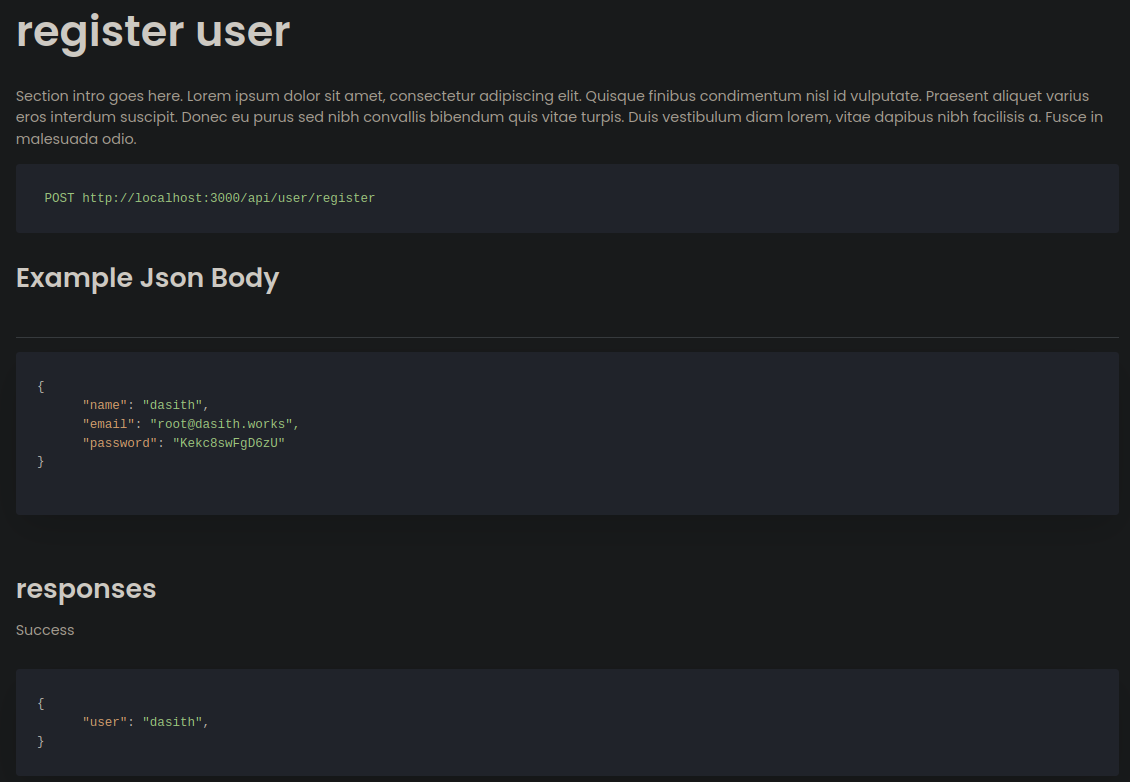 register user
Section intro goes here. Lorem ipsum dolor sit amet, consectetur adipiscing elit. Quisque finibus condimentum nisl id vulputate. Praesent aliquet varius
eros interdum suscipit. Donec eu purus sed nibh convallis bibendum quis vitae turpis. Duis vestibulum diam lorem, vitae dapibus nibh facilisis a. Fusce in
malesuada odio.
POST http://localhost:3000/api/user/register
Example Json Body
{
"name": "dasith",
"email": "root@dasith.works",
"password": "Kekc8swFgD6zU"
}
responses
Success
{
"user": "dasith",
}